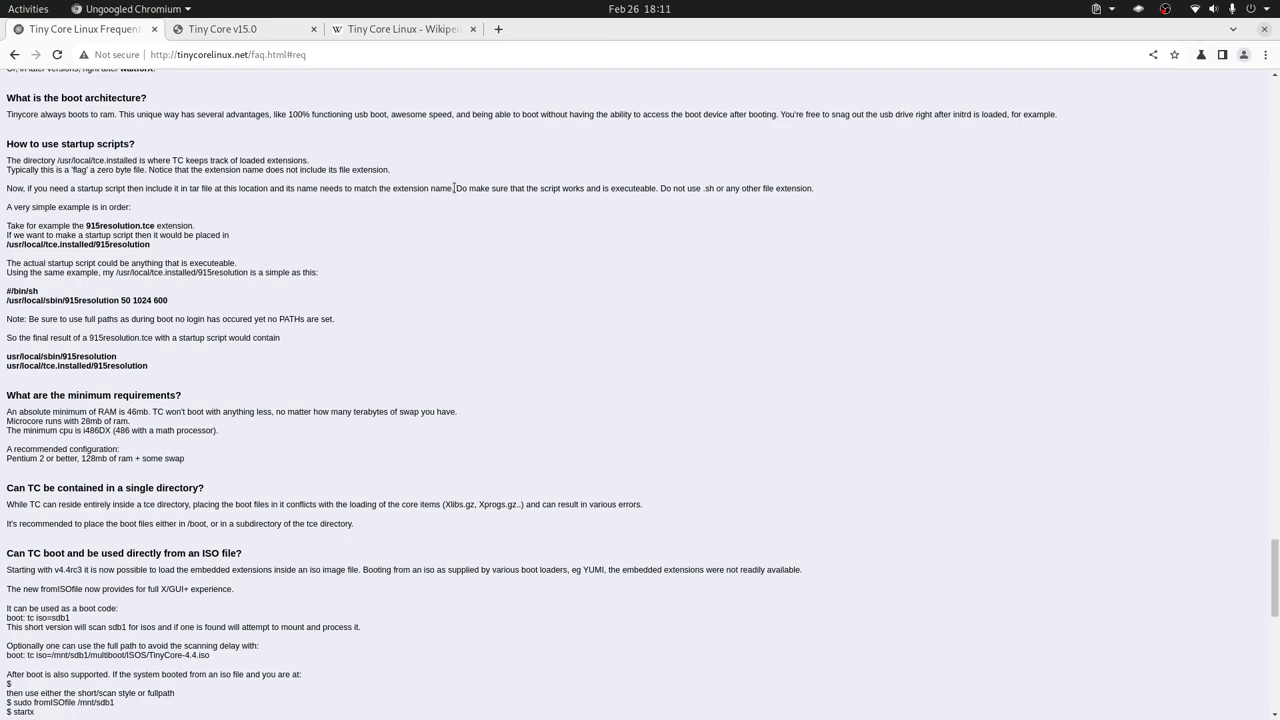 Activities
Ungoogled Chromium
Feb 26 18:11
Tiny Core Linux Frequent
Tiny Core v15.0
W Tiny Core Linux - Wikiped
Not secure
http://tinycorelinux.net/faq.html#req
Or, in later versions, right after waitforX.
What is the boot architecture?
Tinycore always boots to ram. This unique way has several advantages, like 100% functioning usb boot, awesome speed, and being able to boot without having the ability to access the boot device after booting. You're free to snag out the usb drive right after initrd is loaded, for example.
How to use startup scripts?
The directory /usr/local/tce.installed is where TC keeps track of loaded extensions.
Typically this is a 'flag' a zero byte file. Notice that the extension name does not include its file extension.
Now, if you need a startup script then include it in tar file at this location and its name needs to match the extension name. Do make sure that the script works and is executeable. Do not use .sh or any other file extension.
A very simple example is in order:
Take for example the 915resolution.tce extension.
If we want to make a startup script then it would be placed in
/usr/local/tce.installed/915resolution
The actual startup script could be anything that is executeable.
Using the same example, my /usr/local/tce.installed/915resolution is a simple as this:
#/bin/sh
/usr/local/sbin/915resolution 50 1024 600
Note: Be sure to use full paths as during boot no login has occured yet no PATHs are set.
So the final result of a 915resolution.tce with a startup script would contain
usr/local/sbin/915resolution
usr/local/tce.installed/915resolution
What are the minimum requirements?
An absolute minimum of RAM is 46mb. TC won't boot with anything less, no matter how many terabytes of swap you have.
Microcore runs with 28mb of ram.
The minimum cpu is i486DX (486 with a math processor).
A recommended configuration:
Pentium 2 or better, 128mb of ram + some swap
Can TC be contained in a single directory?
While TC can reside entirely inside a tce directory, placing the boot files in it conflicts with the loading of the core items (Xlibs.gz, Xprogs.gz..) and can result in various errors.
It's recommended to place the boot files either in /boot, or in a subdirectory of the tce directory.
Can TC boot and be used directly from an ISO file?
Starting with v4.4rc3 it is now possible to load the embedded extensions inside an iso image file. Booting from an iso as supplied by various boot loaders, eg YUMI, the embedded extensions were not readily available.
The new fromISOfile now provides for full X/GUI+ experience.
It can be used as a boot code:
boot: tc iso=sdb1
This short version will scan sdb1 for isos and if one is found will attempt to mount and process it.
Optionally one can use the full path to avoid the scanning delay with:
boot: tc iso=/mnt/sdb1/multiboot/ISOS/TinyCore-4.4.iso
After boot is also supported. If the system booted from an iso file and you are at:
$
then use either the short/scan style or fullpath
$ sudo fromISOfile /mnt/sdb1
$ startx